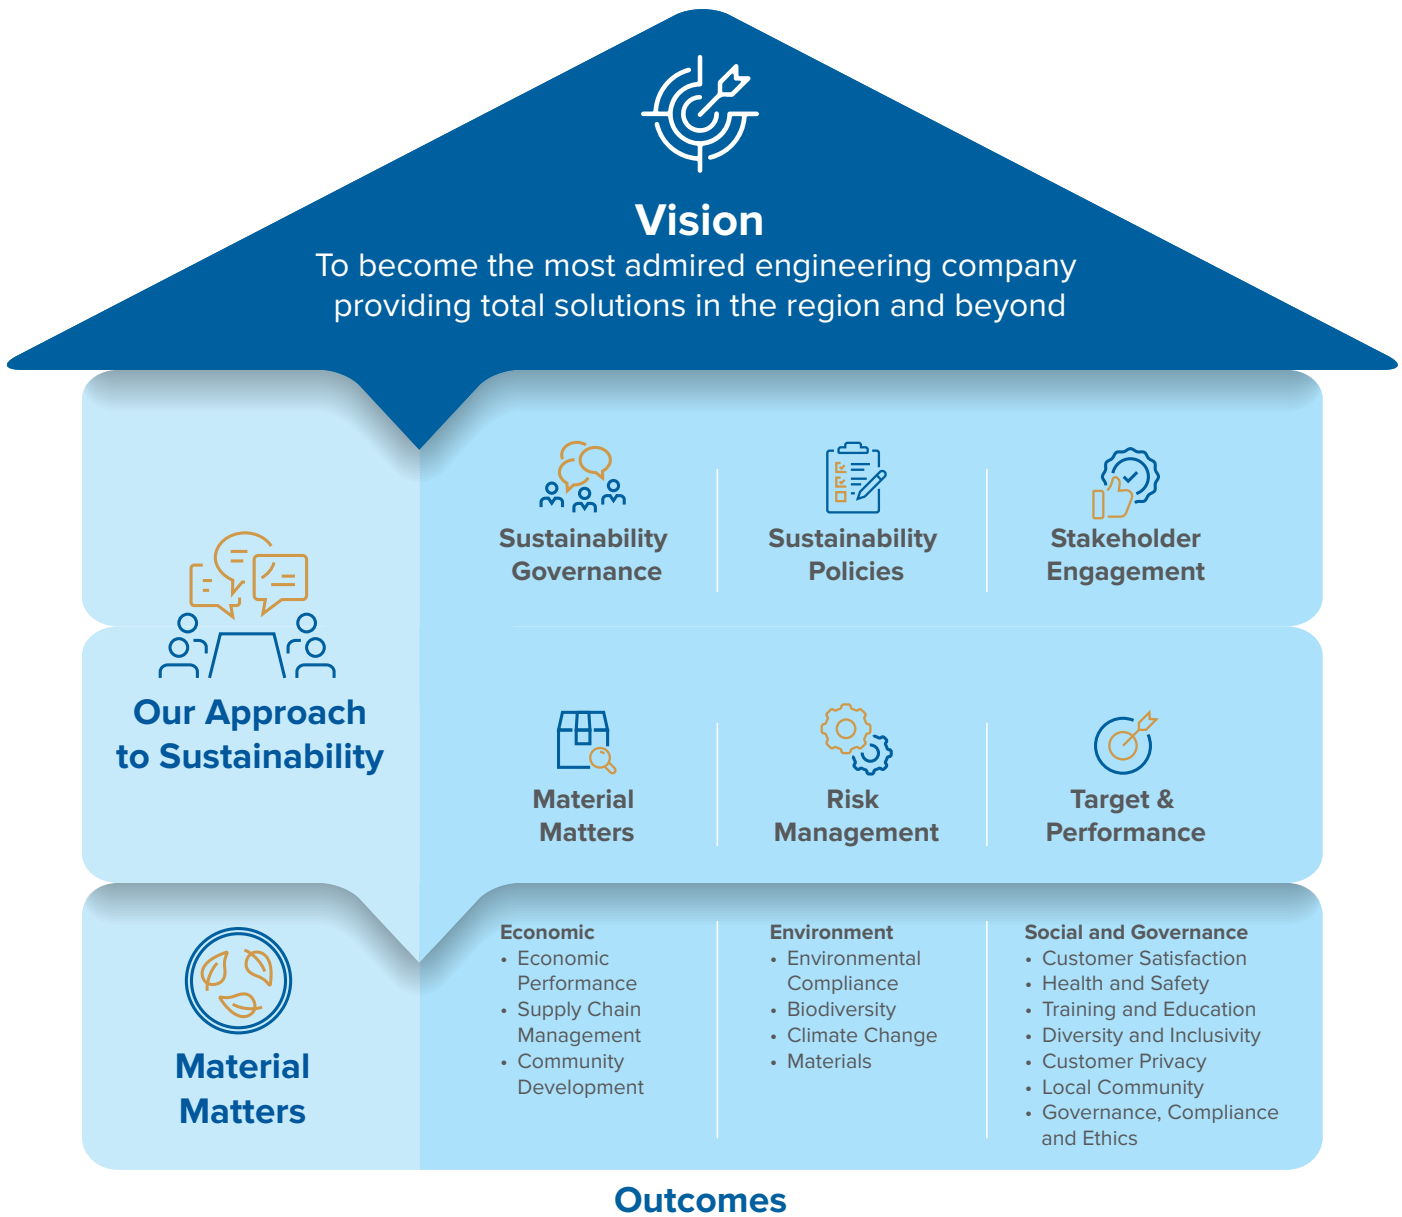 Vision
To become the most admired engineering company
providing total solutions in the region and beyond
Our Approach
to Sustainability
Sustainability
Governance
Sustainability
Policies
Stakeholder
Engagement
Material
Matters
Risk
Management
Target &
Performance
Material
Matters
Economic
• Economic
Performance
• Supply Chain
Management
• Community
Development
Environment
• Environmental
Compliance
• Biodiversity
• Climate Change
• Materials
Social and Governance
• Customer Satisfaction
• Health and Safety
• Training and Education
• Diversity and Inclusivity
• Customer Privacy
• Local Community
• Governance, Compliance
and Ethics
Outcomes